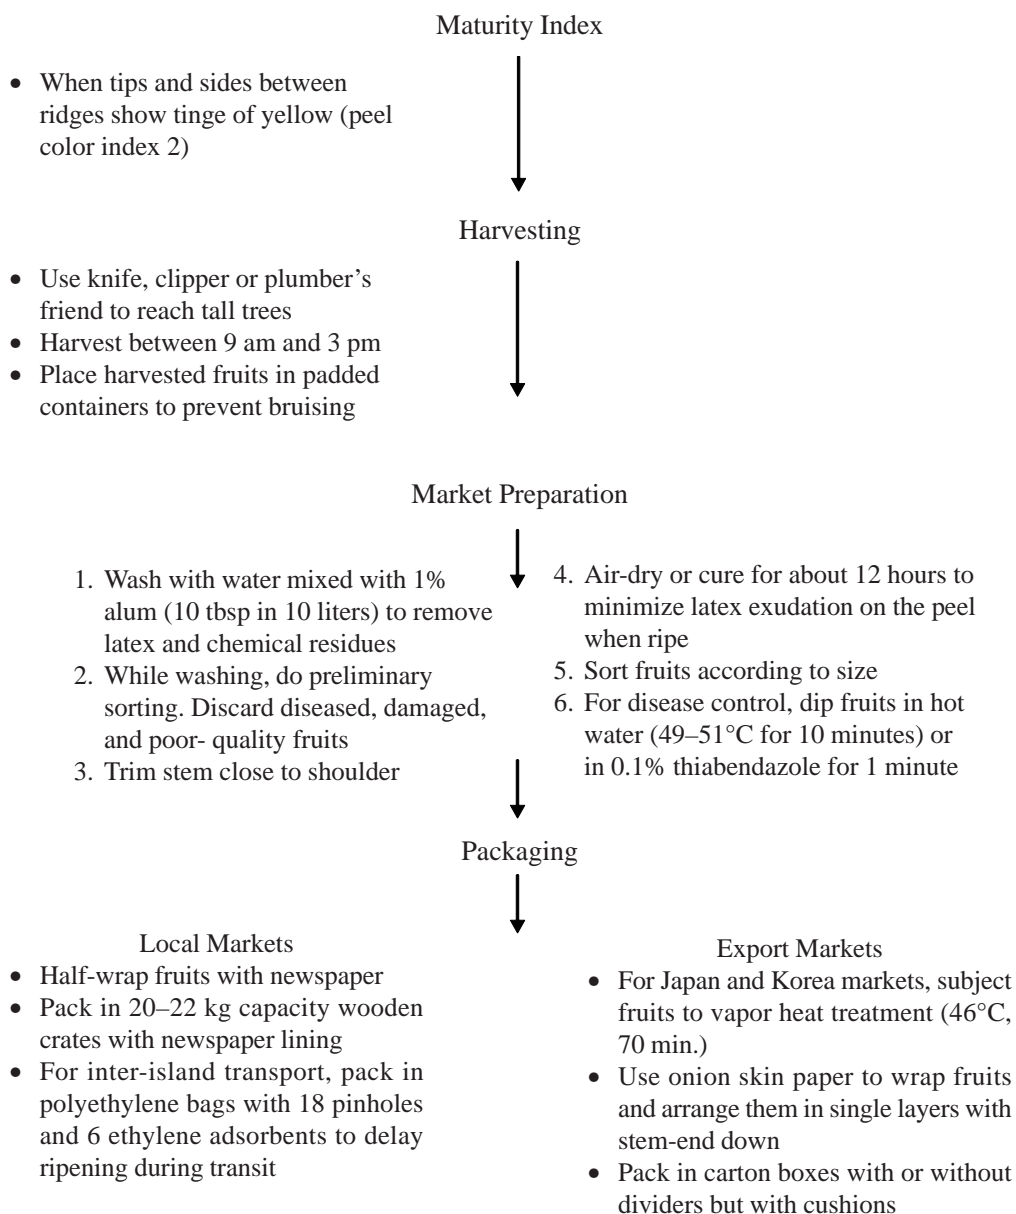 Maturity Index
• When tips and sides between
ridges show tinge of yellow (peel
color index 2)
Harvesting
• Use knife, clipper or plumber’s
friend to reach tall trees
• Harvest between 9 am and 3 pm
• Place harvested fruits in padded
containers to prevent bruising
Market Preparation
1. Wash with water mixed with 1%
alum (10 tbsp in 10 liters) to remove
latex and chemical residues
2. While washing, do preliminary
sorting. Discard diseased, damaged,
and poor- quality fruits
3. Trim stem close to shoulder
4. Air-dry or cure for about 12 hours to
minimize latex exudation on the peel
when ripe
5. Sort fruits according to size
6. For disease control, dip fruits in hot
water (49–51°C for 10 minutes) or
in 0.1% thiabendazole for 1 minute
Packaging
Local Markets
• Half-wrap fruits with newspaper
• Pack in 20–22 kg capacity wooden
crates with newspaper lining
• For inter-island transport, pack in
polyethylene bags with 18 pinholes
and 6 ethylene adsorbents to delay
ripening during transit
Export Markets
• For Japan and Korea markets, subject
fruits to vapor heat treatment (46°C,
70 min.)
• Use onion skin paper to wrap fruits
and arrange them in single layers with
stem-end down
• Pack in carton boxes with or without
dividers but with cushions